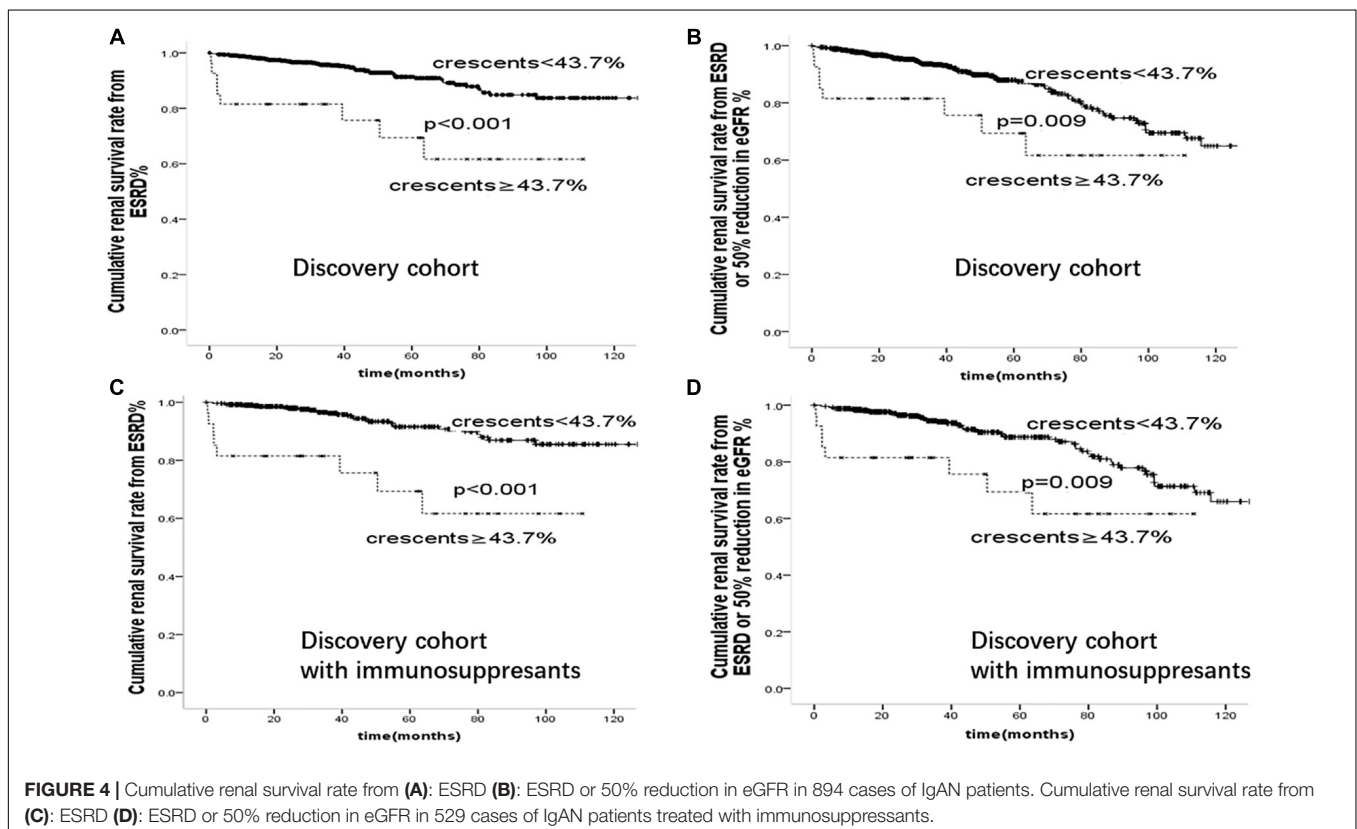 A
Cumulative renal survival rate from
ESRD%
1.0
0.8
0.6
0.4
0.2
0.0
crescents<43.7%
p<0.001
crescents≥43.7%
Discovery cohort
0 20 40 60 80 100 120
time(months)
B
Cumulative renal survival rate from ESRD
or 50% reduction in eGFR %
1.0
0.8
0.6
0.4
0.2
0.0
crescents<43.7%
p=0.009
crescents≥43.7%
Discovery cohort
0 20 40 60 80 100 120
time(months)
C
Cumulative renal survival rate from ESRD%
1.0
0.8
0.6
0.4
0.2
0.0
crescents<43.7%
p<0.001
crescents≥43.7%
Discovery cohort
with immunosuppresants
0 20 40 60 80 100 120
time(months)
D
Cumulative renal survival rate from
ESRD or 50% reduction in eGFR %
1.0
0.8
0.6
0.4
0.2
0.0
crescents<43.7%
p=0.009
crescents≥43.7%
Discovery cohort
with immunosuppresants
0 20 40 60 80 100 120
time(months)
FIGURE 4 | Cumulative renal survival rate from (A): ESRD (B): ESRD or 50% reduction in eGFR in 894 cases of IgAN patients. Cumulative renal survival rate from
(C): ESRD (D): ESRD or 50% reduction in eGFR in 529 cases of IgAN patients treated with immunosuppressants.